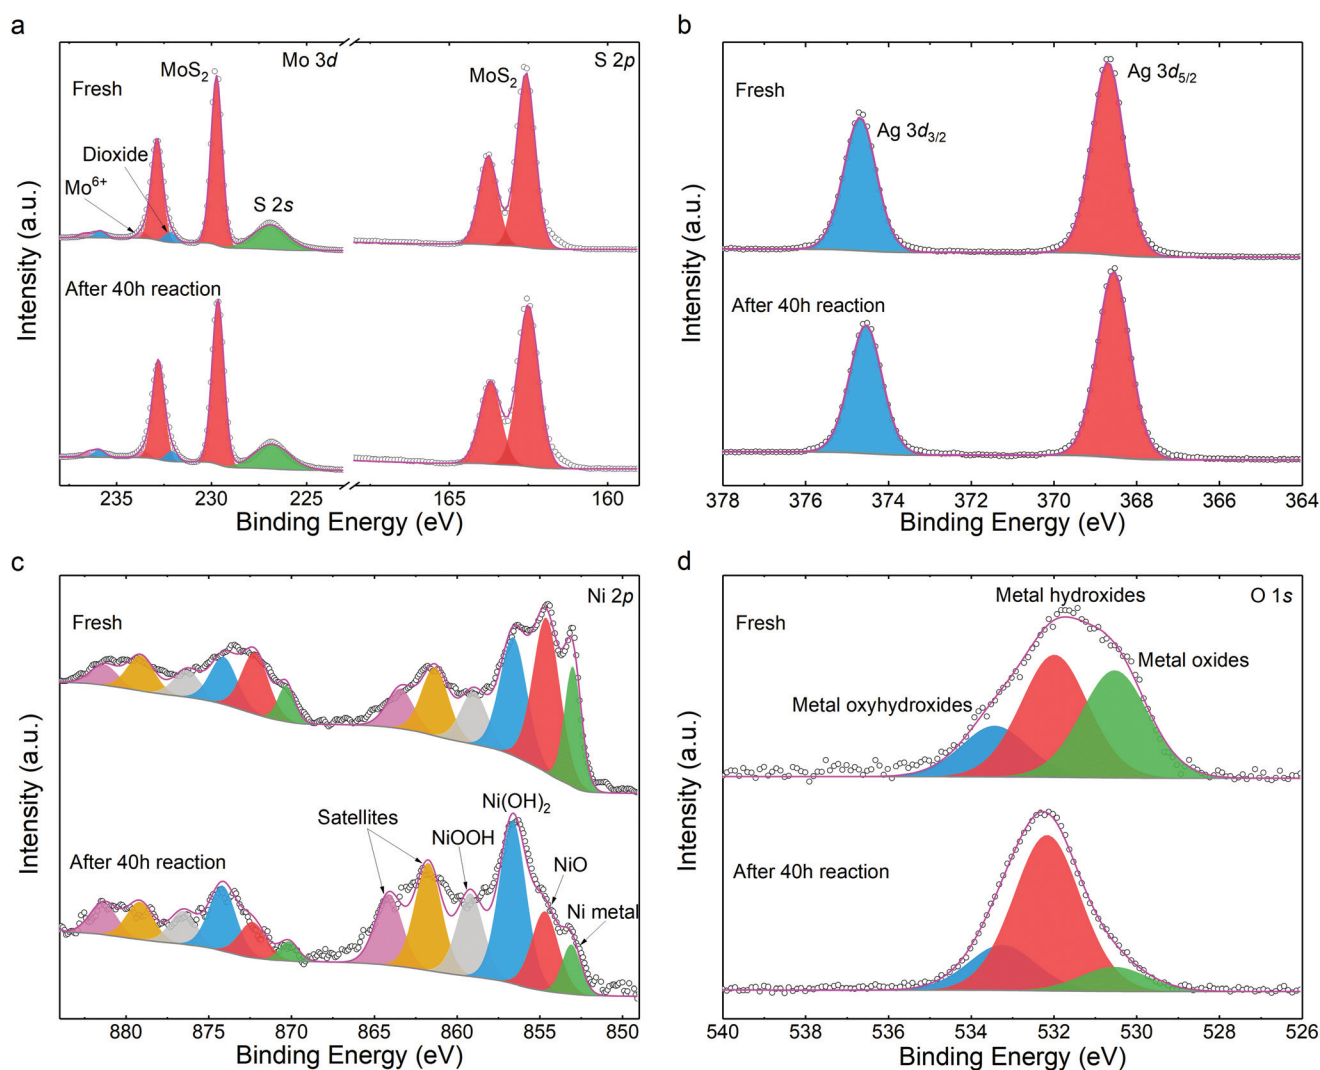 a
Mo 3d
S 2p
Fresh
MoS2
MoS2
Dioxide
Mo6+
S 2s
After 40h reaction
235 230 225 165 160
Binding Energy (eV)
Intensity (a.u.)
b
Fresh
Ag 3d5/2
Ag 3d3/2
After 40h reaction
378 376 374 372 370 368 366 364
Binding Energy (eV)
Intensity (a.u.)
c
Ni 2p
Fresh
Ni(OH)2
Satellites
NiOOH
After 40h reaction
NiO
Ni metal
880 875 870 865 860 855 850
Binding Energy (eV)
Intensity (a.u.)
d
Metal hydroxides
O 1s
Fresh
Metal oxides
Metal oxyhydroxides
After 40h reaction
540 538 536 534 532 530 528 526
Binding Energy (eV)
Intensity (a.u.)